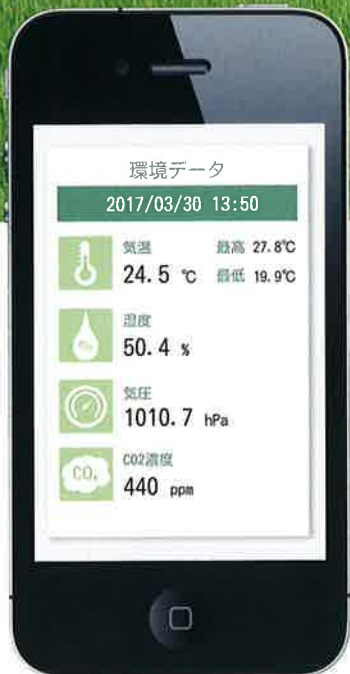 環境データ
2017/03/30 13:50
気温 最高 27.8℃
24.5 ℃ 最低 19.9℃
湿度
50.4 %
気圧
1010.7 hPa
CO2濃度
CO₂ 440 ppm